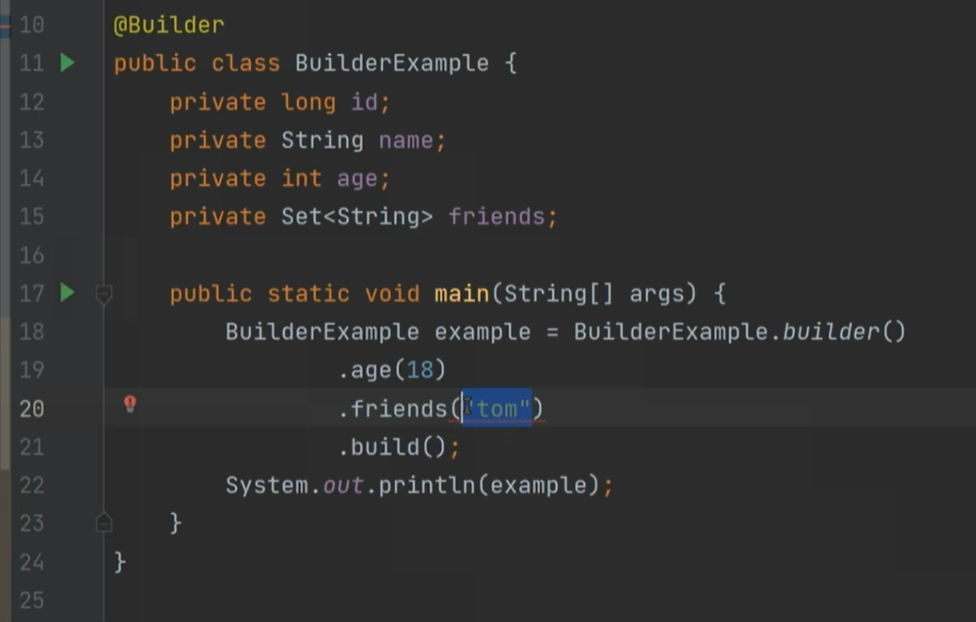 10 @Builder
11 public class BuilderExample {
12 private long id;
13 private String name;
14 private int age;
15 private Set<String> friends;
16
17 public static void main(String[] args) {
18 BuilderExample example = BuilderExample.builder()
19 .age(18)
20 .friends("tom")
21 .build();
22 System.out.println(example);
23 }
24 }
25